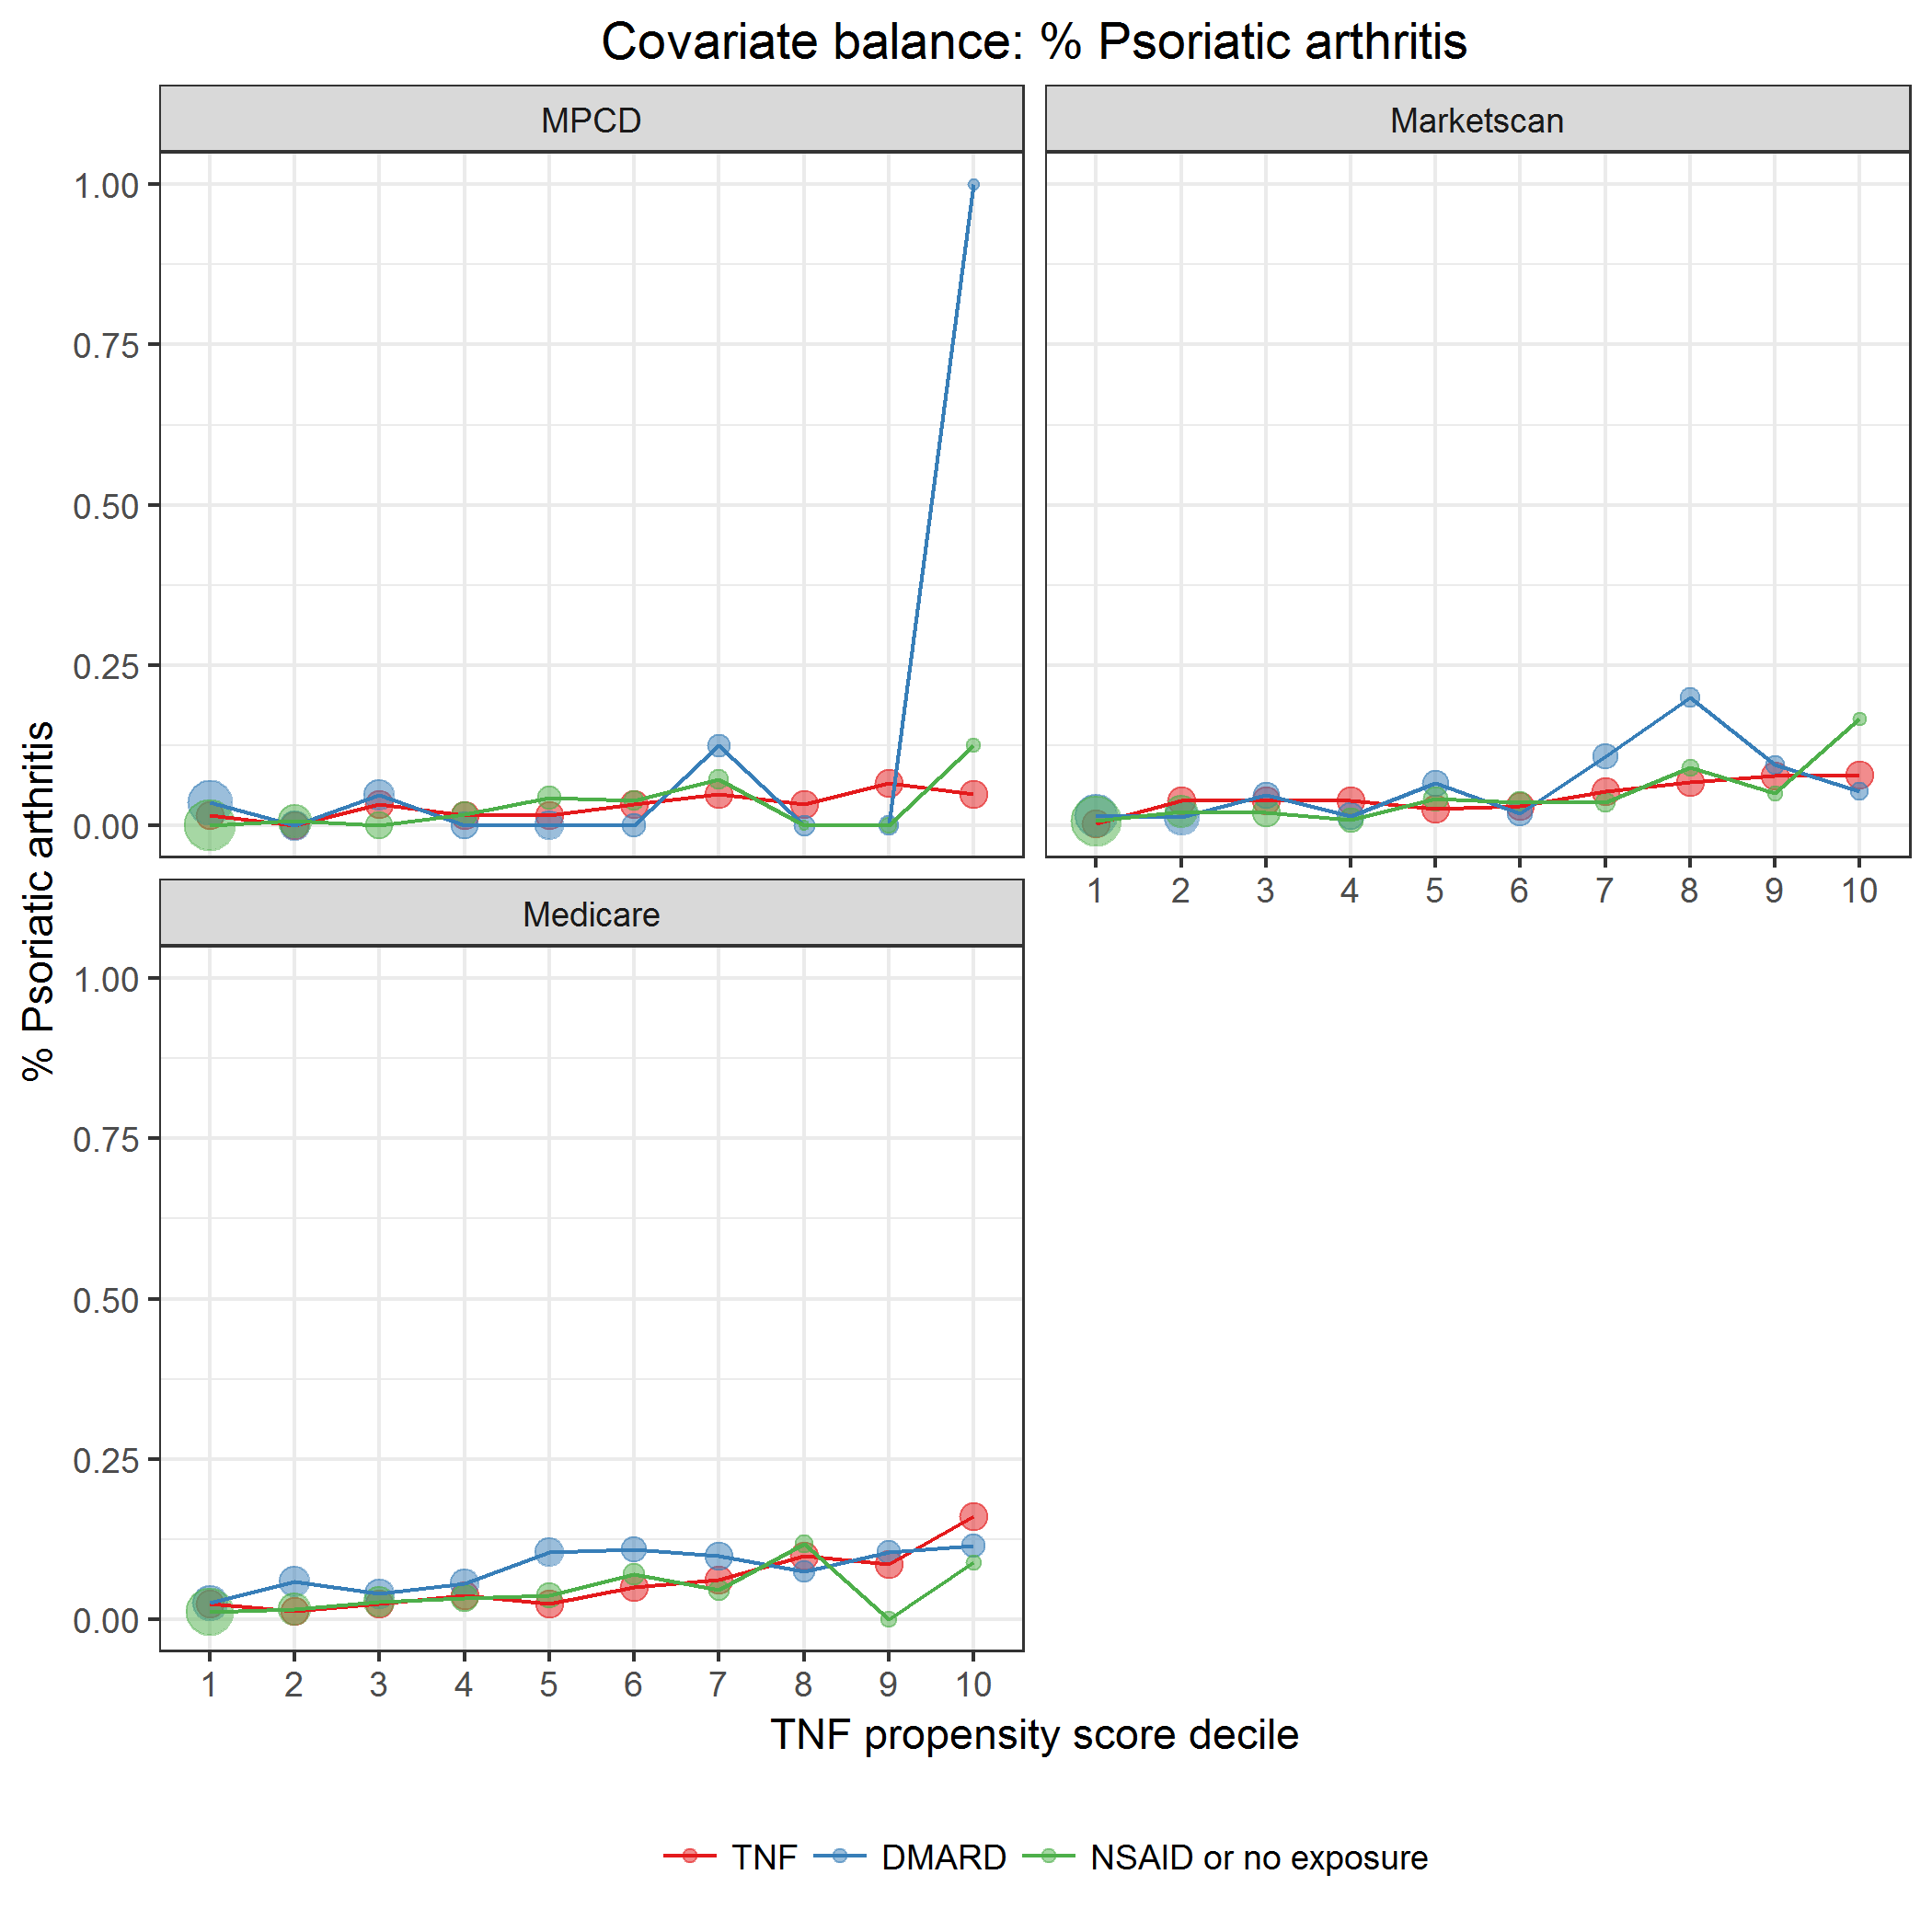 Covariate balance: % Psoriatic arthritis
MPCD
Marketscan
1.00
0.75
0.50
0.25
0.00
1 2 3 4 5 6 7 8 9 10
Medicare
1.00
0.75
0.50
0.25
0.00
1 2 3 4 5 6 7 8 9 10
% Psoriatic arthritis
TNF propensity score decile
TNF DMARD NSAID or no exposure